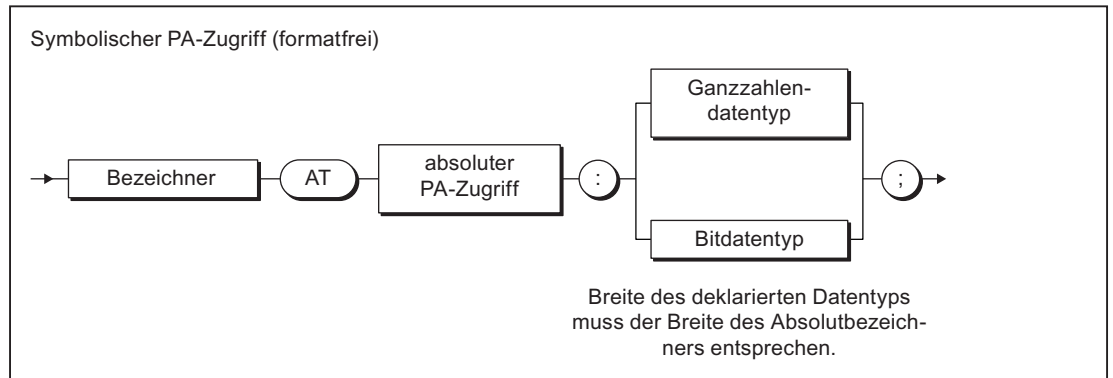 Symbolischer PA-Zugriff (formatfrei)
Ganzzahlen-
datentyp
Bezeichner
AT
absoluter
PA-Zugriff
:
;
Bitdatentyp
Breite des deklarierten Datentyps
muss der Breite des Absolutbezeich-
ners entsprechen.